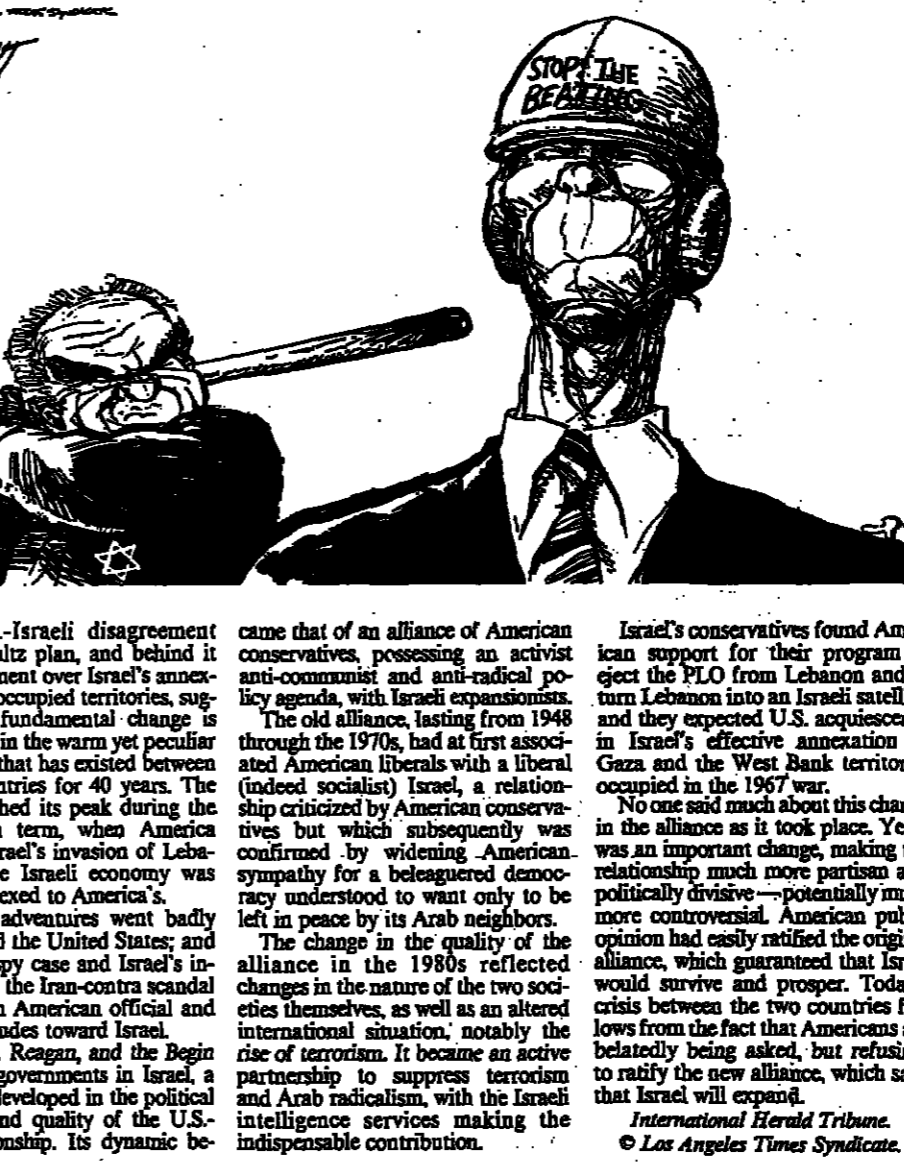 STOP THE
BEATING
.-Israeli disagreement
ltz plan, and behind it
ment over Israel's annex-
occupied territories, sug-
fundamental change is
in the warm yet peculiar
that has existed between
ntries for 40 years. The
hed its peak during the
term, when America
rael's invasion of Leba-
e Israeli economy was
exed to America's.
adventures went badly
d the United States; and
py case and Israel's in-
the Iran-contra scandal
n American official and
udes toward Israel.
. Reagan, and the Begin
governments in Israel, a
developed in the political
nd quality of the U.S.-
onship. Its dynamic be-
came that of an alliance of American
conservatives, possessing an activist
anti-communist and anti-radical po-
licy agenda, with Israeli expansionists.
The old alliance, lasting from 1948
through the 1970s, had at first associ-
ated American liberals with a liberal
(indeed socialist) Israel, a relation-
ship criticized by American conserva-
tives but which subsequently was
confirmed by widening American
sympathy for a beleaguered democ-
racy understood to want only to be
left in peace by its Arab neighbors.
The change in the quality of the
alliance in the 1980s reflected
changes in the nature of the two soci-
eties themselves, as well as an altered
international situation, notably the
rise of terrorism. It became an active
partnership to suppress terrorism
and Arab radicalism, with the Israeli
intelligence services making the
indispensable contribution.
Israel's conservatives found Am
ican support for their program
eject the PLO from Lebanon and
turn Lebanon into an Israeli satell
and they expected U.S. acquiesce
in Israel's effective annexation
Gaza and the West Bank territor
occupied in the 1967 war.
No one said much about this chan
in the alliance as it took place. Ye
was an important change, making
relationship much more partisan a
politically divisive — potentially mu
more controversial. American pub
opinion had easily ratified the origi
alliance, which guaranteed that Isr
would survive and prosper. Toda
crisis between the two countries f
lows from the fact that Americans a
belatedly being asked, but refusi
to ratify the new alliance, which sa
that Israel will expand.
International Herald Tribune.
© Los Angeles Times Syndicate.